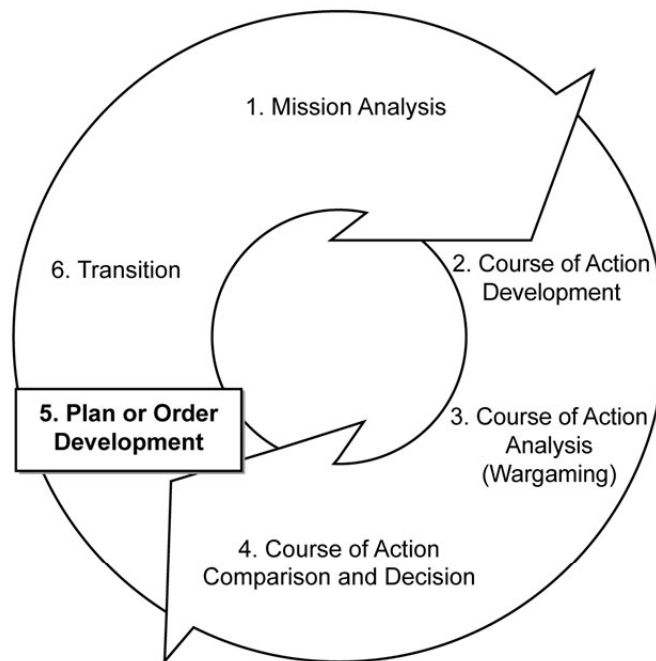 1. Mission Analysis
2. Course of Action
Development
3. Course of Action
Analysis
(Wargaming)
4. Course of Action
Comparison and Decision
5. Plan or Order
Development
6. Transition